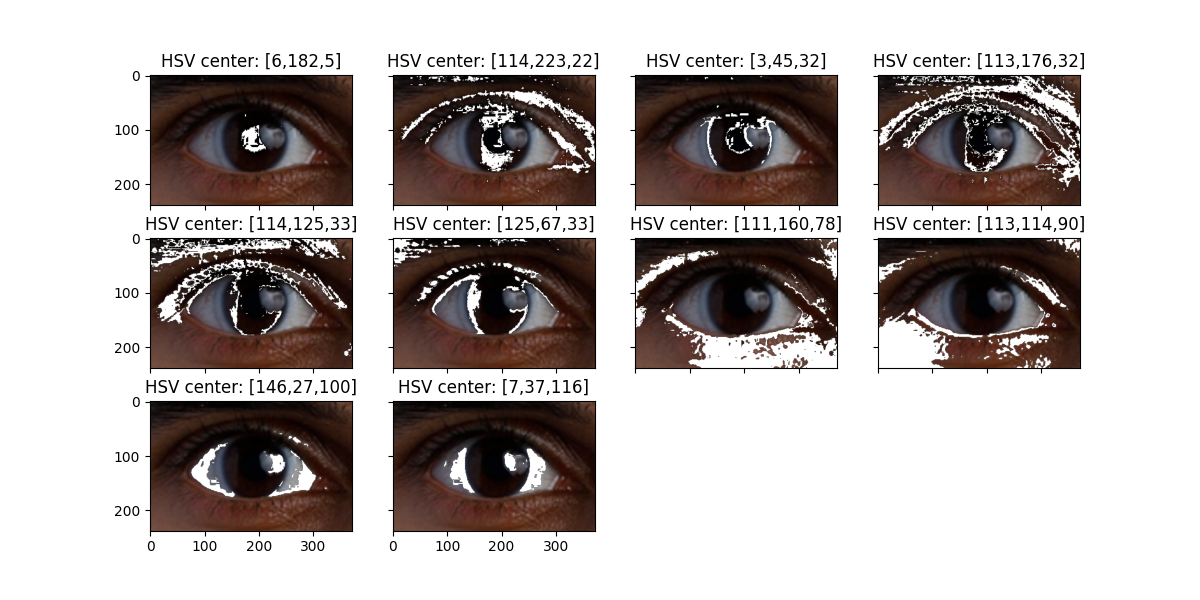 HSV center: [6,182,5]
HSV center: [114,223,22]
HSV center: [3,45,32]
HSV center: [113,176,32]
0
100
200
HSV center: [114,125,33]
HSV center: [125,67,33]
HSV center: [111,160,78]
HSV center: [113,114,90]
0
100
200
HSV center: [146,27,100]
HSV center: [7,37,116]
0
100
200
0 100 200 300
0 100 200 300